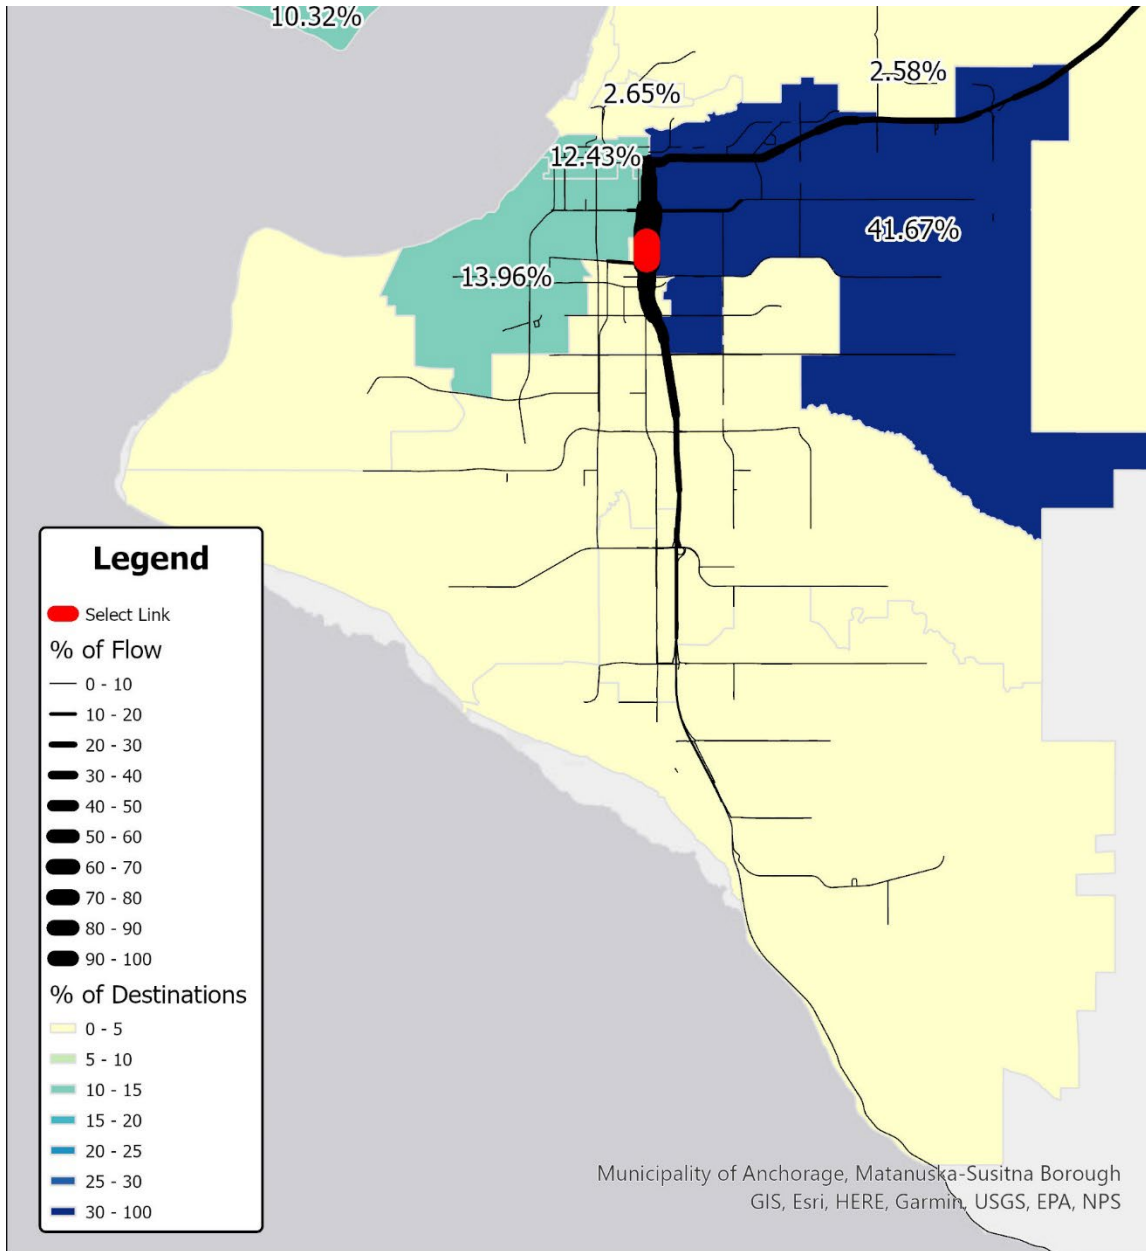 10.32%
2.58%
2.65%
12.43%
41.67%
13.96%
Legend
Select Link
% of Flow
0 - 10
10 - 20
20 - 30
30 - 40
40 - 50
50 - 60
60 - 70
70 - 80
80 - 90
90 - 100
% of Destinations
0 - 5
5 - 10
10 - 15
15 - 20
20 - 25
25 - 30
30 - 100
Municipality of Anchorage, Matanuska-Susitna Borough
GIS, Esri, HERE, Garmin, USGS, EPA, NPS